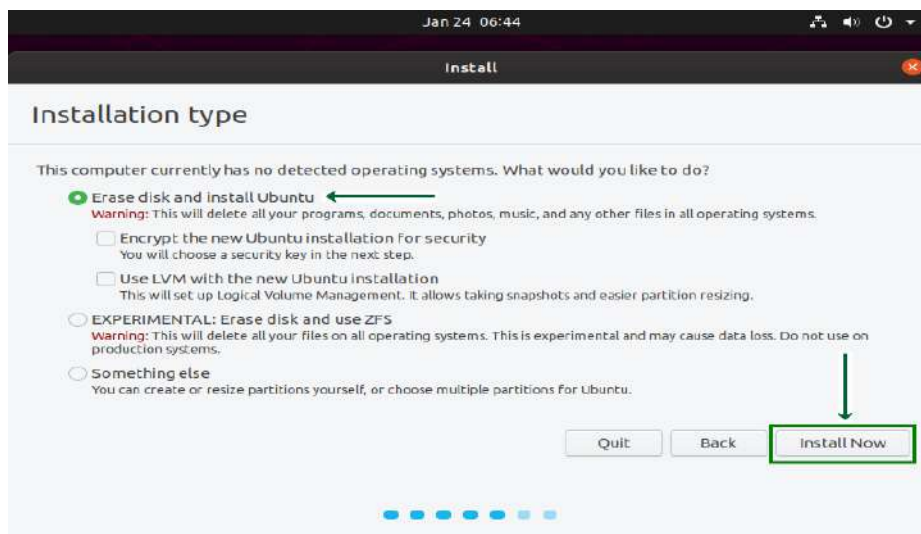 Jan 24 06:44
Install
Installation type
This computer currently has no detected operating systems. What would you like to do?
Erase disk and install Ubuntu
Warning: This will delete all your programs, documents, photos, music, and any other files in all operating systems.
Encrypt the new Ubuntu installation for security
You will choose a security key in the next step.
Use LVM with the new Ubuntu installation
This will set up Logical Volume Management. It allows taking snapshots and easier partition resizing.
EXPERIMENTAL: Erase disk and use ZFS
Warning: This will delete all your files on all operating systems. This is experimental and may cause data loss. Do not use on
production systems.
Something else
You can create or resize partitions yourself, or choose multiple partitions for Ubuntu.
Quit Back Install Now